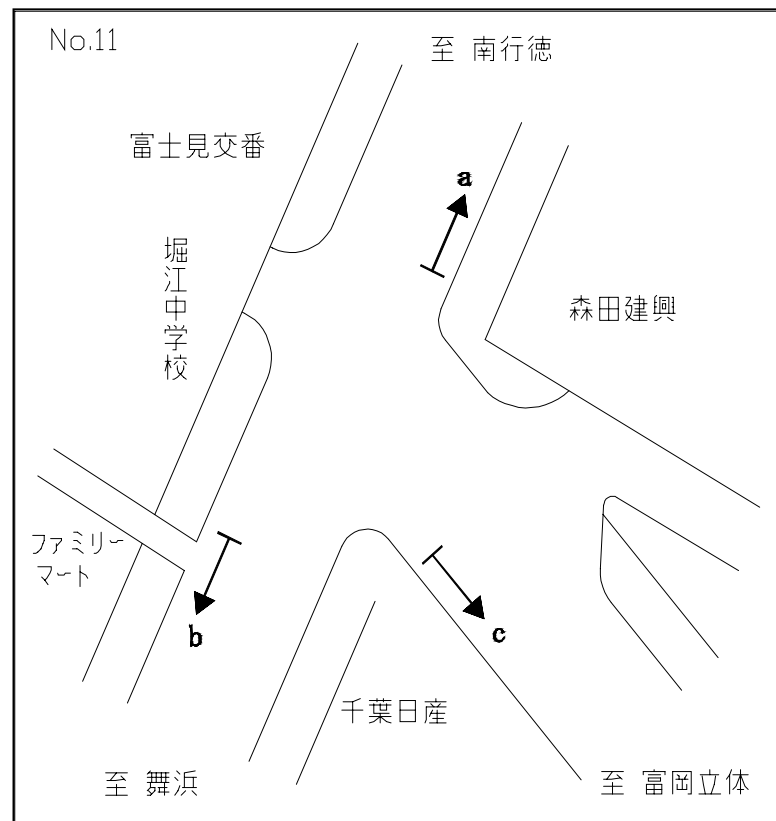 No.11
至 南行徳
富士見交番
a
堀江中学校
森田建興
ファミリー
マート
b
c
千葉日産
至 舞浜
至 富岡立体